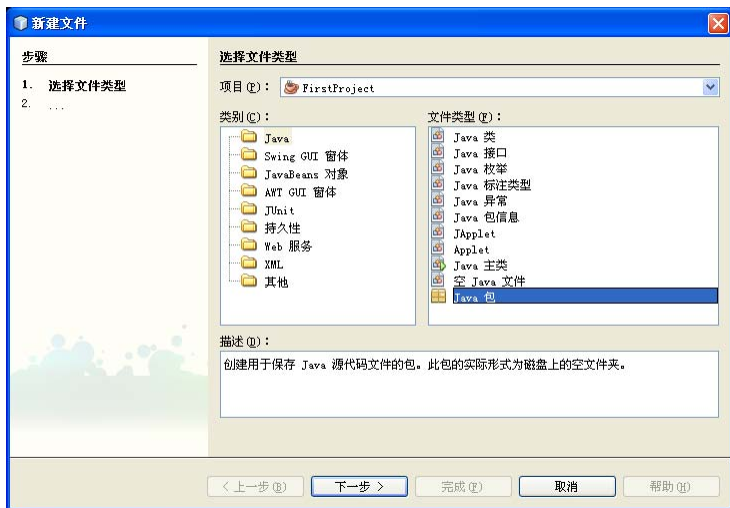 新建文件
步骤
1. 选择文件类型
2. ...
选择文件类型
项目(P)： FirstProject
类别(C)：
Java
Swing GUI 窗体
JavaBeans 对象
AWT GUI 窗体
JUnit
持久性
Web 服务
XML
其他
文件类型(F)：
Java 类
Java 接口
Java 枚举
Java 标注类型
Java 异常
Java 包信息
JApplet
Applet
Java 主类
空 Java 文件
Java 包
描述(D)：
创建用于保存 Java 源代码文件的包。此包的实际形式为磁盘上的空文件夹。
< 上一步(B) 下一步 > 完成(F) 取消 帮助(H)